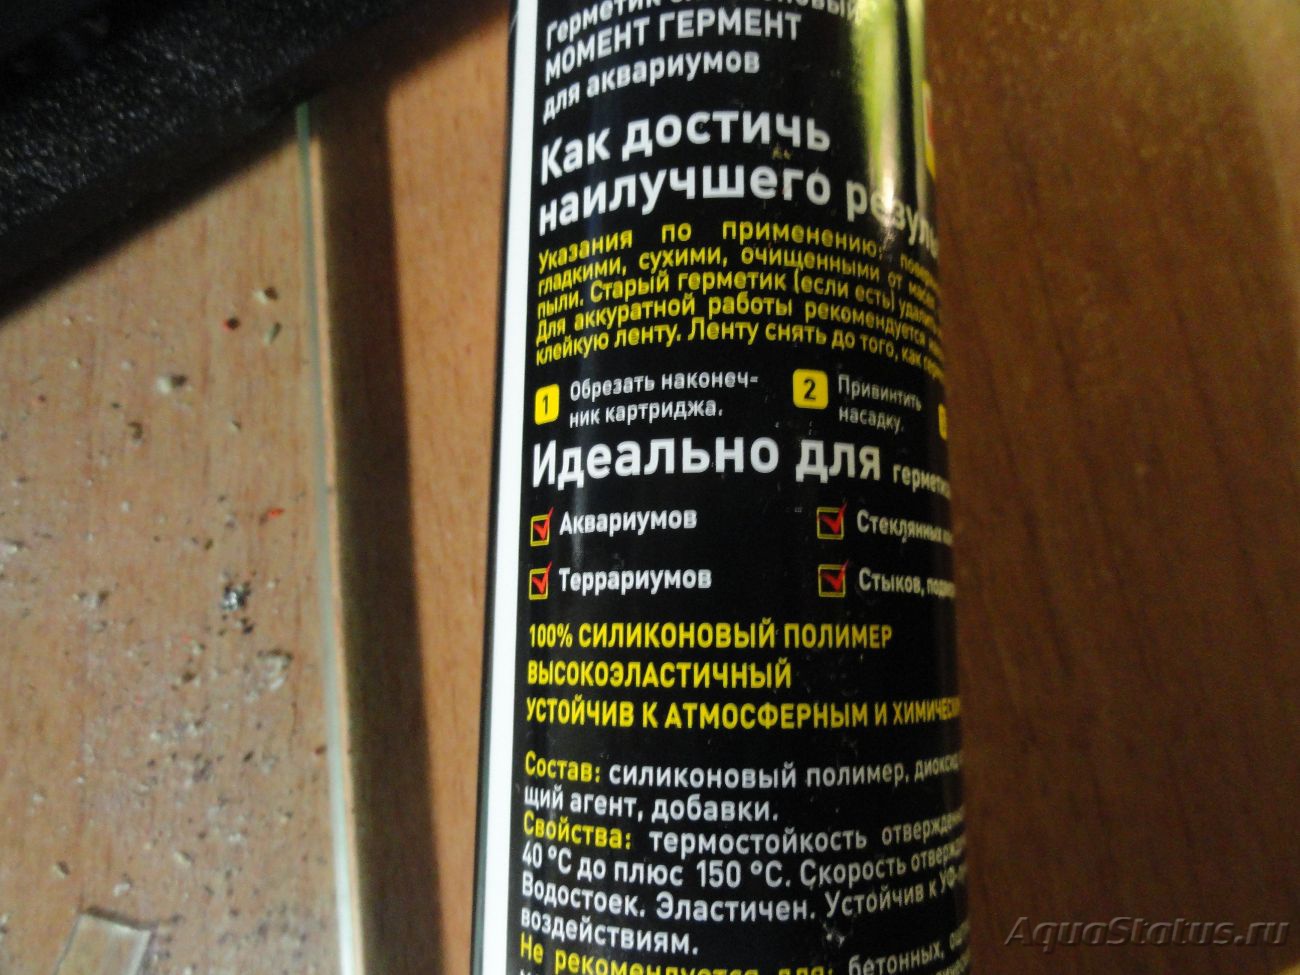 Герметик
МОМЕНТ ГЕРМЕНТ
для аквариумов
Как достичь
наилучшего
Указания по применению:
гладкими, сухими, очищенными от
пыли. Старый герметик (если есть)
Для аккуратной работы рекомендуется
клейкую ленту. Ленту снять до того, как
1 Обрезать наконеч-
ник картриджа.
2 Привинтить
насадку.
Идеально для
Аквариумов
Террариумов
Стеклянных
Стыков,
100% СИЛИКОНОВЫЙ ПОЛИМЕР
ВЫСОКОЭЛАСТИЧНЫЙ
УСТОЙЧИВ К АТМОСФЕРНЫМ И
Состав: силиконовый полимер,
щий агент, добавки.
Свойства: термостойкость
40 °C до плюс 150 °C. Скорость
Водостоек. Эластичен. Устойчив к
воздействиям.
Не рекомендуется для: бетонных,
AquaStatus.ru